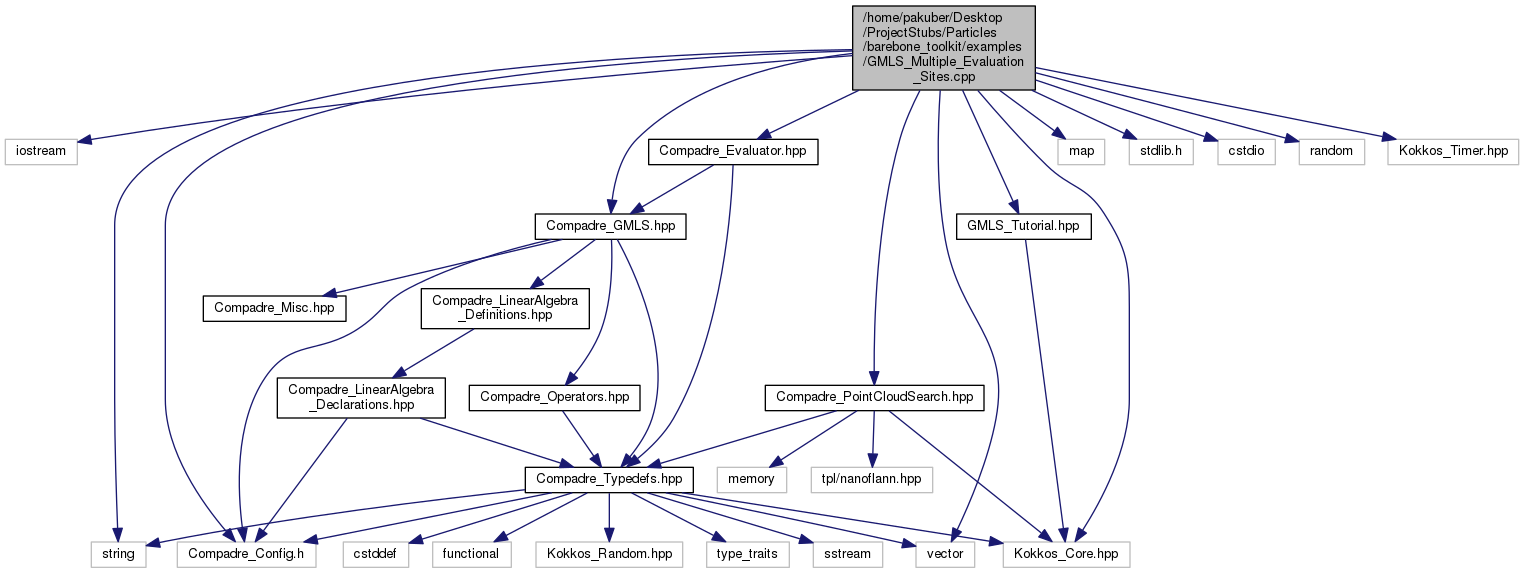 /home/pakuber/Desktop
/ProjectStubs/Particles
/barebone_toolkit/examples
/GMLS_Multiple_Evaluation
_Sites.cpp
iostream
Compadre_Evaluator.hpp
map
stdlib.h
cstdio
random
Kokkos_Timer.hpp
Compadre_GMLS.hpp
GMLS_Tutorial.hpp
Compadre_Misc.hpp
Compadre_LinearAlgebra
_Definitions.hpp
Compadre_LinearAlgebra
_Declarations.hpp
Compadre_Operators.hpp
Compadre_PointCloudSearch.hpp
Compadre_Typedefs.hpp
memory
tpl/nanoflann.hpp
string
Compadre_Config.h
cstddef
functional
Kokkos_Random.hpp
type_traits
sstream
vector
Kokkos_Core.hpp